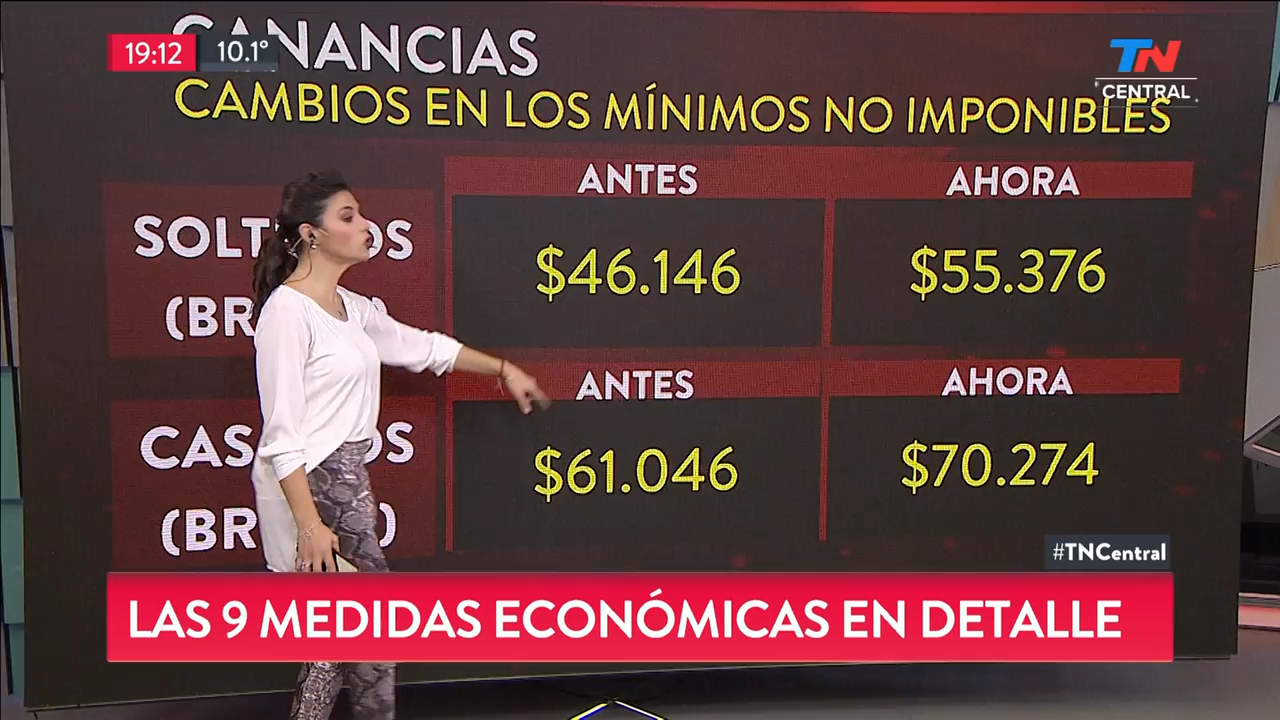 19:12 10.1°
GANANCIAS
CAMBIOS EN LOS MÍNIMOS NO IMPONIBLES
TN
CENTRAL
ANTES AHORA
$46.146 $55.376
ANTES AHORA
$61.046 $70.274
#TNCentral
LAS 9 MEDIDAS ECONÓMICAS EN DETALLE